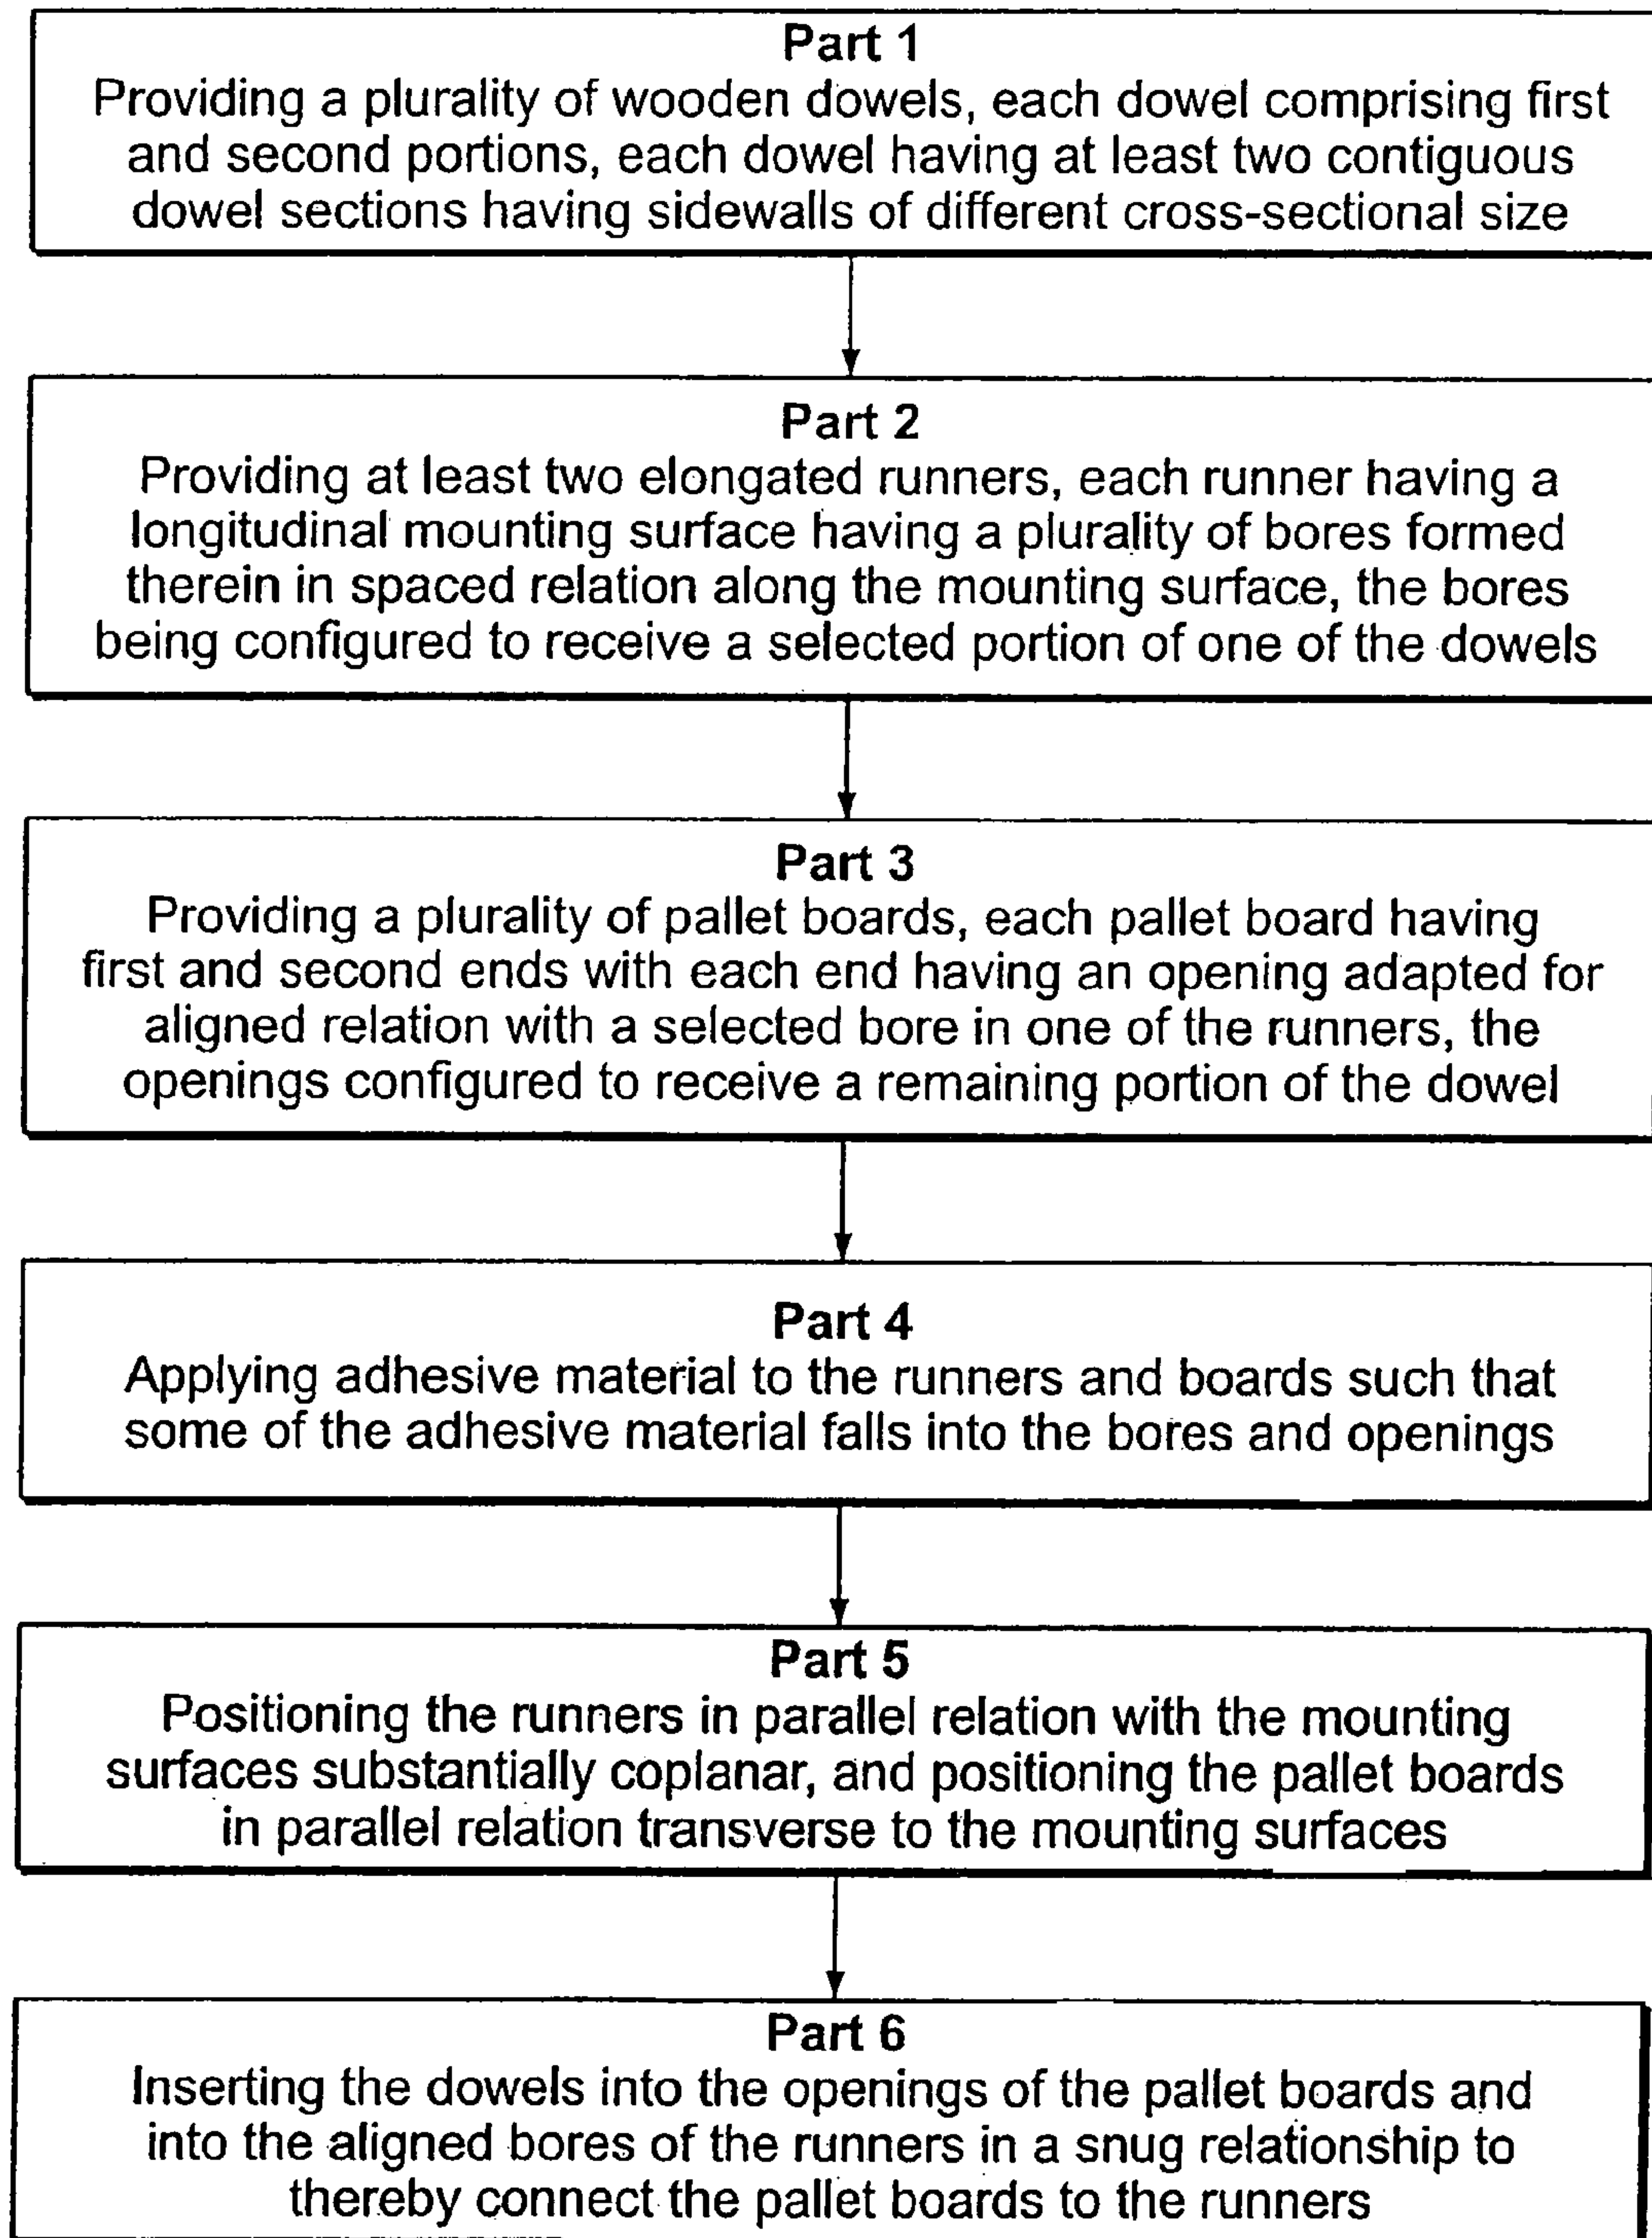 Part 1
Providing a plurality of wooden dowels, each dowel comprising first
and second portions, each dowel having at least two contiguous
dowel sections having sidewalls of different cross-sectional size
Part 2
Providing at least two elongated runners, each runner having a
longitudinal mounting surface having a plurality of bores formed
therein in spaced relation along the mounting surface, the bores
being configured to receive a selected portion of one of the dowels
Part 3
Providing a plurality of pallet boards, each pallet board having
first and second ends with each end having an opening adapted for
aligned relation with a selected bore in one of the runners, the
openings configured to receive a remaining portion of the dowel
Part 4
Applying adhesive material to the runners and boards such that
some of the adhesive material falls into the bores and openings
Part 5
Positioning the runners in parallel relation with the mounting
surfaces substantially coplanar, and positioning the pallet boards
in parallel relation transverse to the mounting surfaces
Part 6
Inserting the dowels into the openings of the pallet boards and
into the aligned bores of the runners in a snug relationship to
thereby connect the pallet boards to the runners